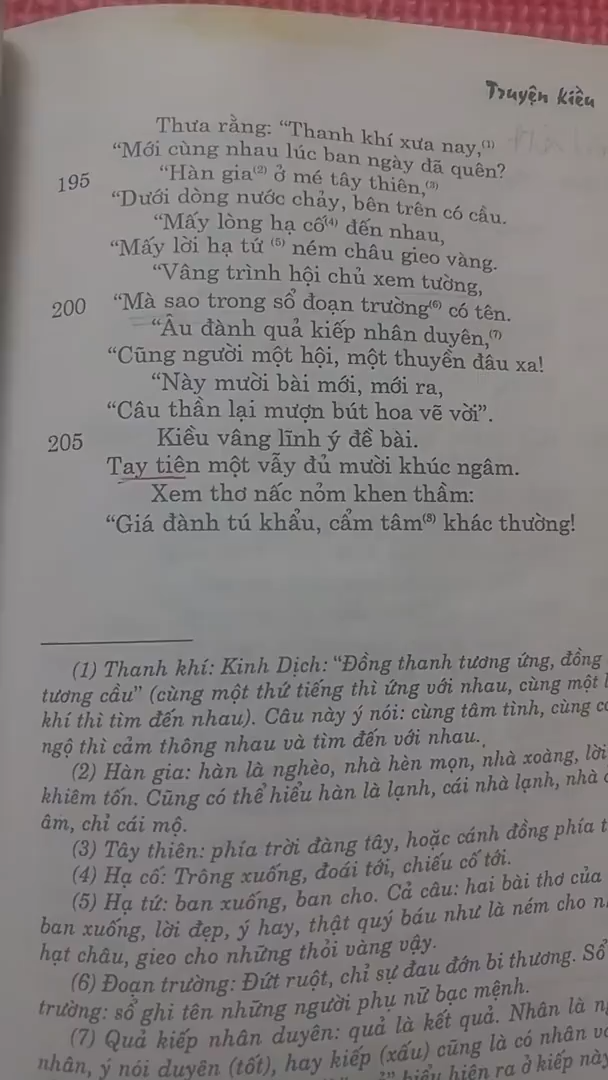 Truyện kiều
Thưa rằng: “Thanh khí xưa nay,(1)
“Mới cùng nhau lúc ban ngày đã quên?
195 “Hàn gia(2) ở mé tây thiên,(3)
“Dưới dòng nước chảy, bên trên có cầu.
“Mấy lòng hạ cố(4) đến nhau,
“Mấy lời hạ tứ (5) ném châu gieo vàng.
“Vâng trình hội chủ xem tường,
200 “Mà sao trong sổ đoạn trường(6) có tên.
“Âu đành quả kiếp nhân duyên,(7)
“Cũng người một hội, một thuyền đâu xa!
“Này mười bài mới, mới ra,
“Câu thần lại mượn bút hoa vẽ vời”.
205 Kiều vâng lĩnh ý đề bài.
Tay tiên một vẫy đủ mười khúc ngâm.
Xem thơ nấc nỏm khen thầm:
“Giá đành tú khẩu, cẩm tâm(8) khác thường!
(1) Thanh khí: Kinh Dịch: “Đồng thanh tương ứng, đồng
tương cầu” (cùng một thứ tiếng thì ứng với nhau, cùng một
khí thì tìm đến nhau). Câu này ý nói: cùng tâm tình, cùng
ngộ thì cảm thông nhau và tìm đến với nhau.
(2) Hàn gia: hàn là nghèo, nhà hèn mọn, nhà xoàng, lời
khiêm tốn. Cũng có thể hiểu hàn là lạnh, cái nhà lạnh, nhà
âm, chỉ cái mộ.
(3) Tây thiên: phía trời đàng tây, hoặc cánh đồng phía
(4) Hạ cố: Trông xuống, đoái tới, chiếu cố tới.
(5) Hạ tứ: ban xuống, ban cho. Cả câu: hai bài thơ của
ban xuống, lời đẹp, ý hay, thật quý báu như là ném cho
hạt châu, gieo cho những thỏi vàng vậy.
(6) Đoạn trường: Đứt ruột, chỉ sự đau đớn bi thương. Sổ
trường: sổ ghi tên những người phụ nữ bạc mệnh.
(7) Quả kiếp nhân duyên: quả là kết quả. Nhân là
nhân, ý nói duyên (tốt), hay kiếp (xấu) cũng là có nhân
hiểu hiện ra ở kiếp này